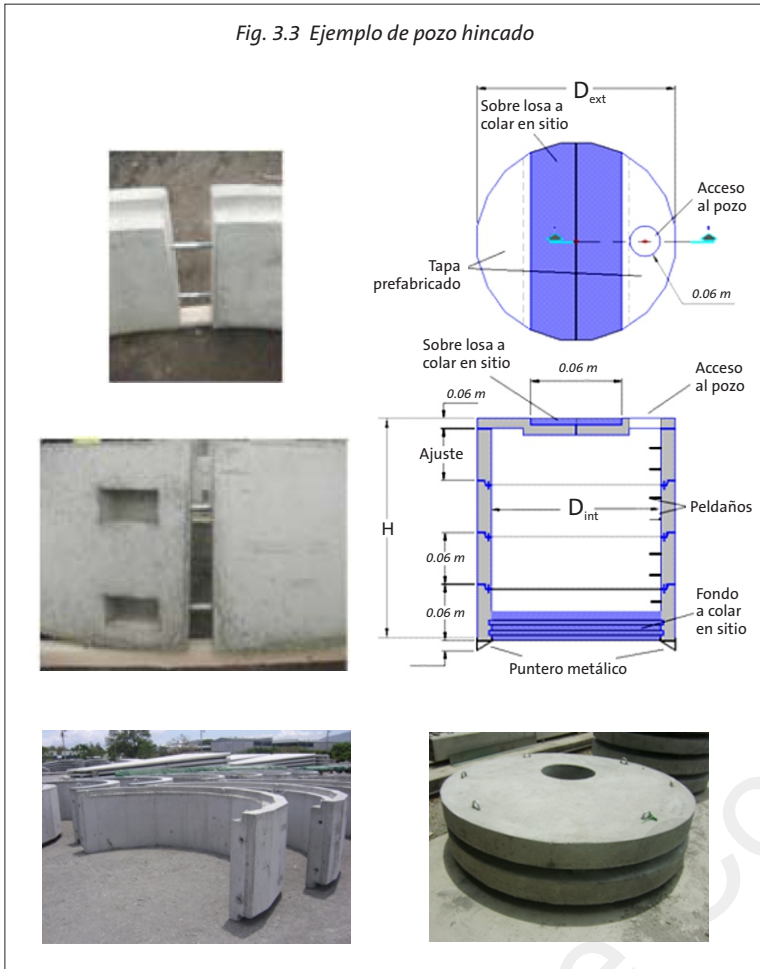 Fig. 3.3 Ejemplo de pozo hincado
D ext
Sobre losa a
colar en sitio
Acceso
al pozo
Tapa
prefabricado
0.06 m
Sobre losa a
colar en sitio
0.06 m
0.06 m
Acceso
al pozo
Ajuste
H
D int
Peldaños
0.06 m
0.06 m
Fondo
a colar
en sitio
Puntero metálico